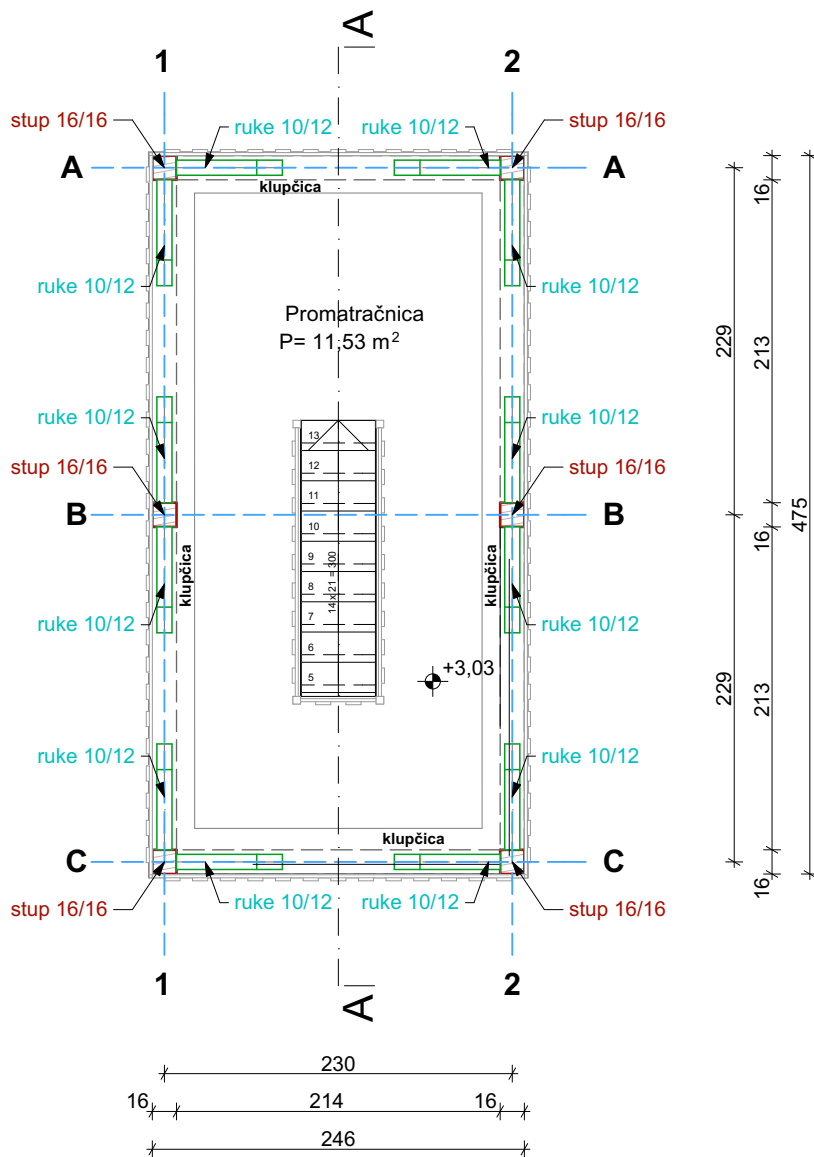 A
1
2
stup 16/16
ruke 10/12
ruke 10/12
stup 16/16
A
A
klupčica
16
ruke 10/12
ruke 10/12
Promatračnica
P= 11,53 m²
229
213
ruke 10/12
ruke 10/12
13
12
11
10
9
8
7
6
5
14 x 21 = 300
stup 16/16
stup 16/16
B
B
16
475
klupčica
klupčica
ruke 10/12
ruke 10/12
+3,03
229
213
ruke 10/12
ruke 10/12
klupčica
C
C
16
stup 16/16
ruke 10/12
ruke 10/12
stup 16/16
1
2
A
230
16
214
16
246